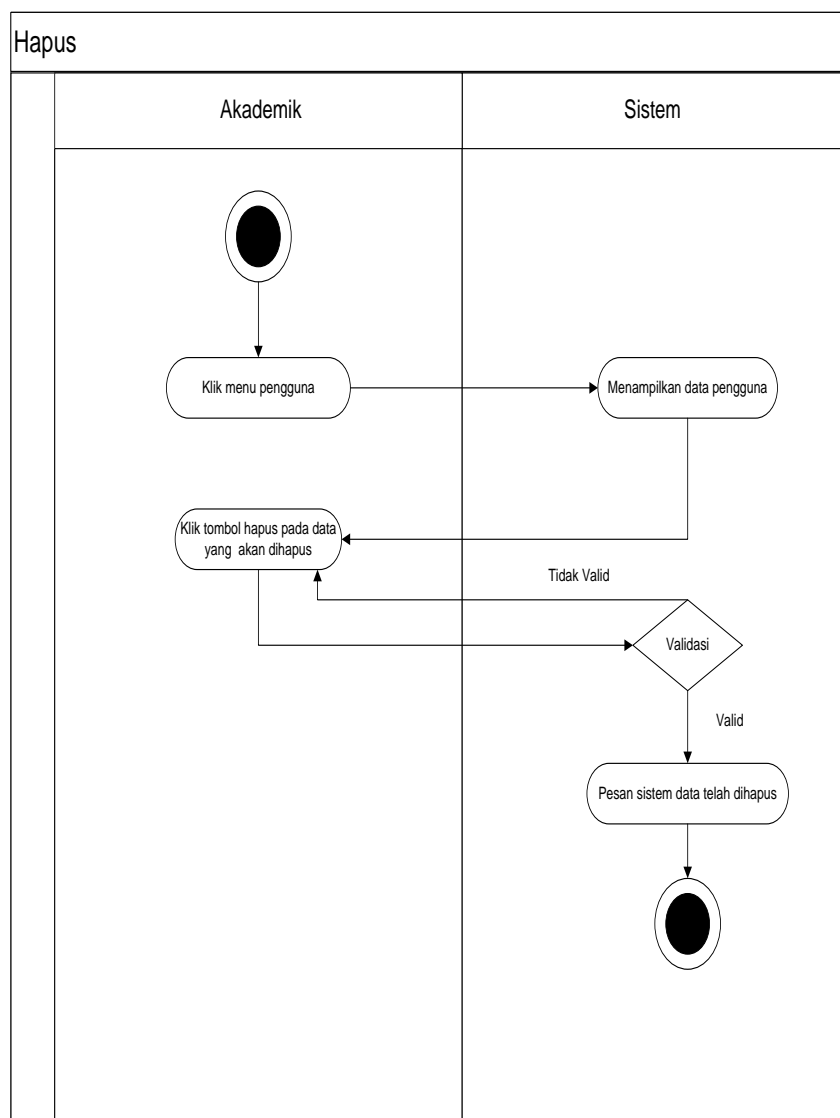 Hapus
Akademik
Sistem
Klik menu pengguna
Menampilkan data pengguna
Klik tombol hapus pada data
yang akan dihapus
Tidak Valid
Validasi
Valid
Pesan sistem data telah dihapus